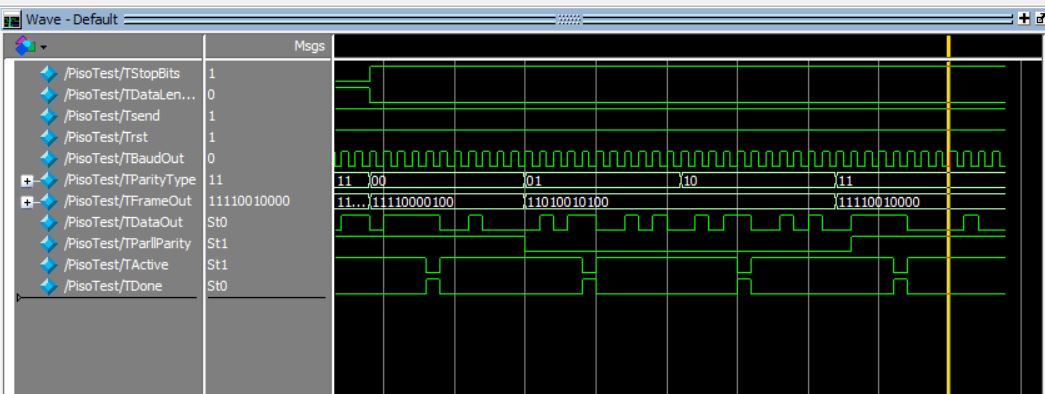 Wave - Default
Msgs
/PisoTest/TStopBits 1
/PisoTest/TDataLen... 0
/PisoTest/Tsend 1
/PisoTest/Trst 1
/PisoTest/TBaudOut 0
/PisoTest/TParityType 11 11 00 01 10 11
/PisoTest/TFrameOut 11110010000 11... 11110000100 11010010100 11110010000
/PisoTest/TDataOut St0
/PisoTest/TParllParity St1
/PisoTest/TActive St1
/PisoTest/TDone St0